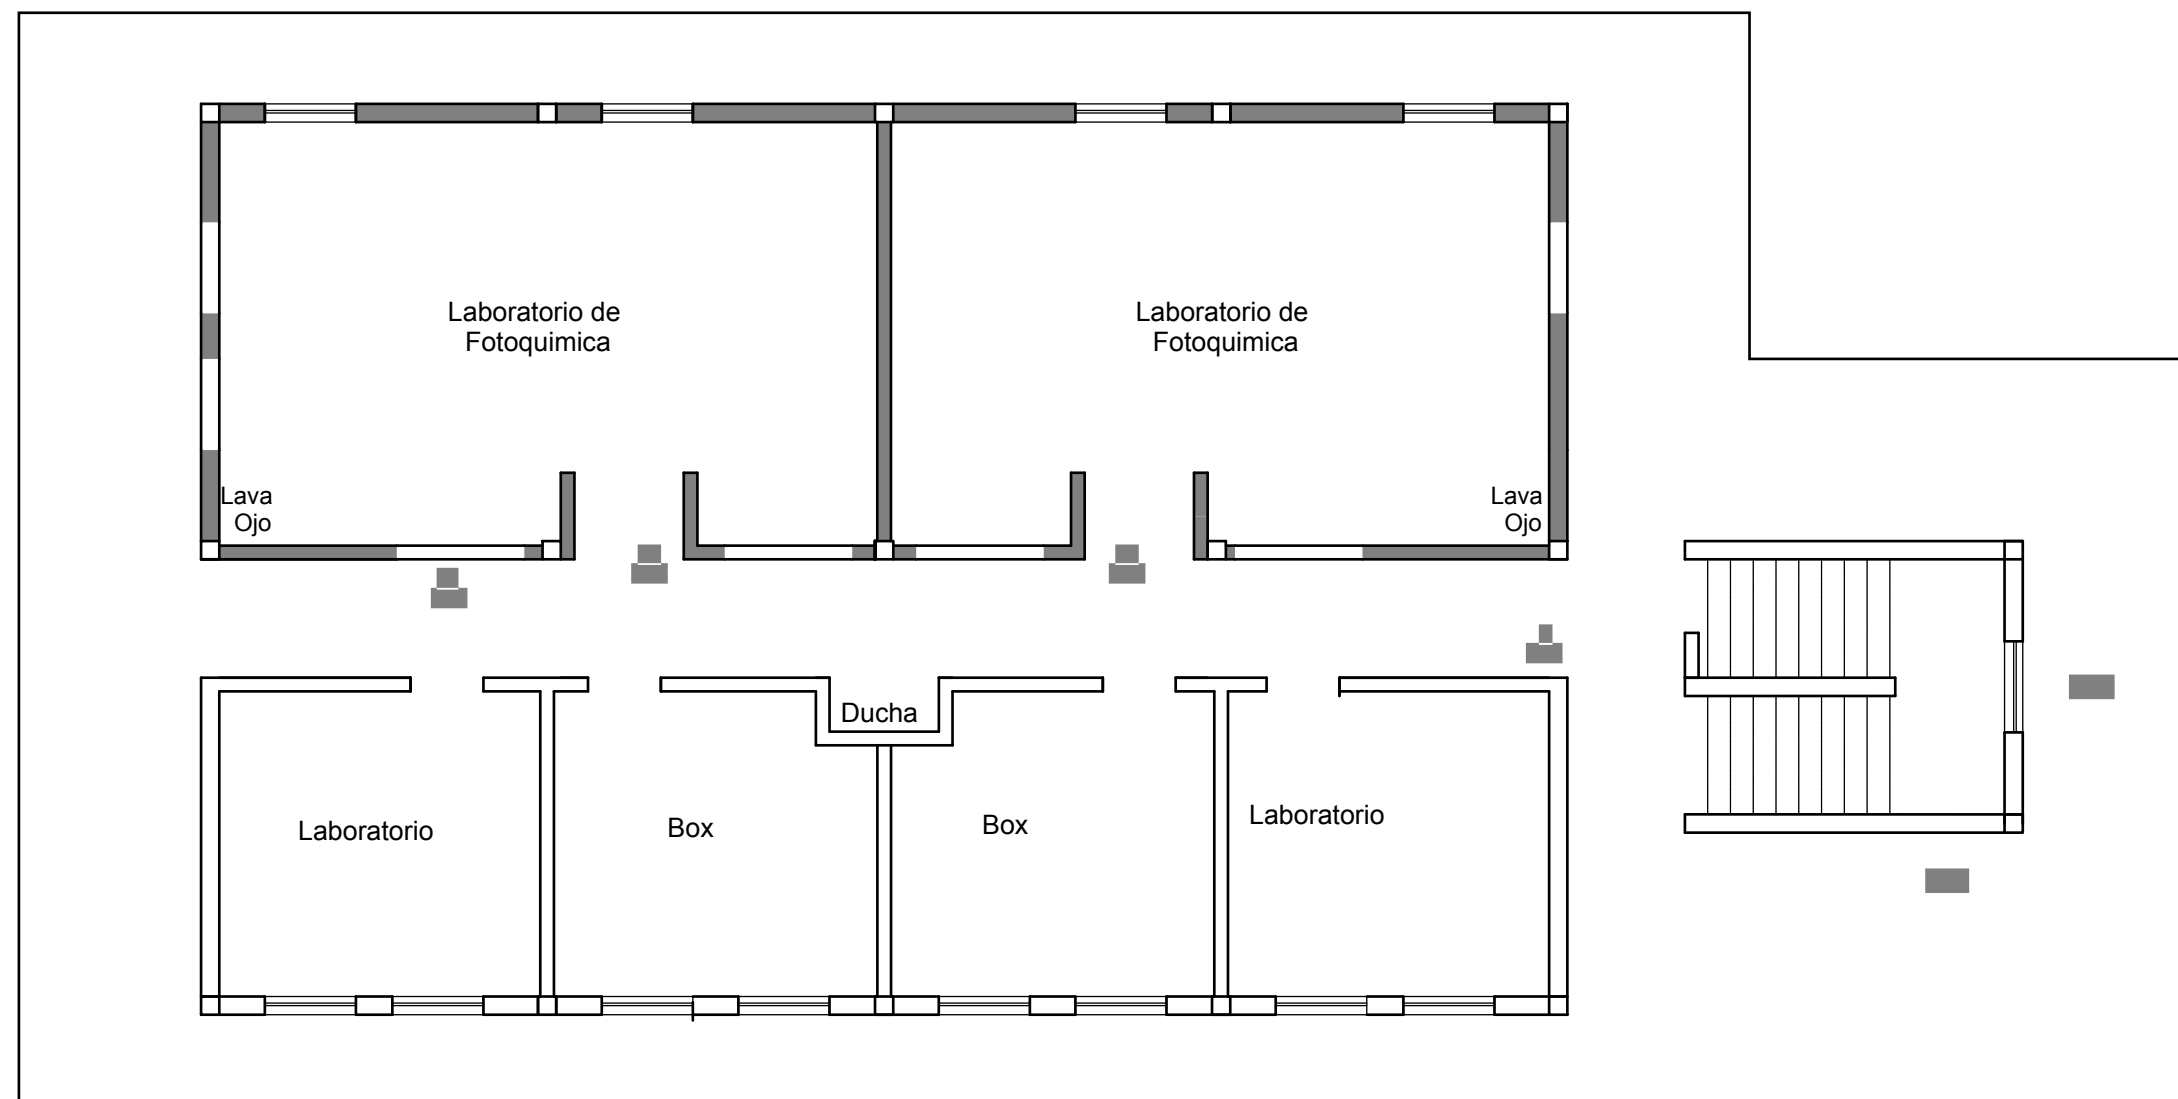 Laboratorio de
Fotoquimica
Laboratorio de
Fotoquimica
Lava
Ojo
Lava
Ojo
Ducha
Laboratorio
Box
Box
Laboratorio